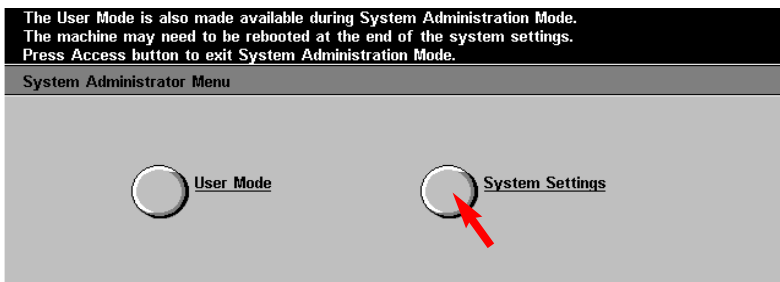 The User Mode is also made available during System Administration Mode.
The machine may need to be rebooted at the end of the system settings.
Press Access button to exit System Administration Mode.
System Administrator Menu
User Mode
System Settings